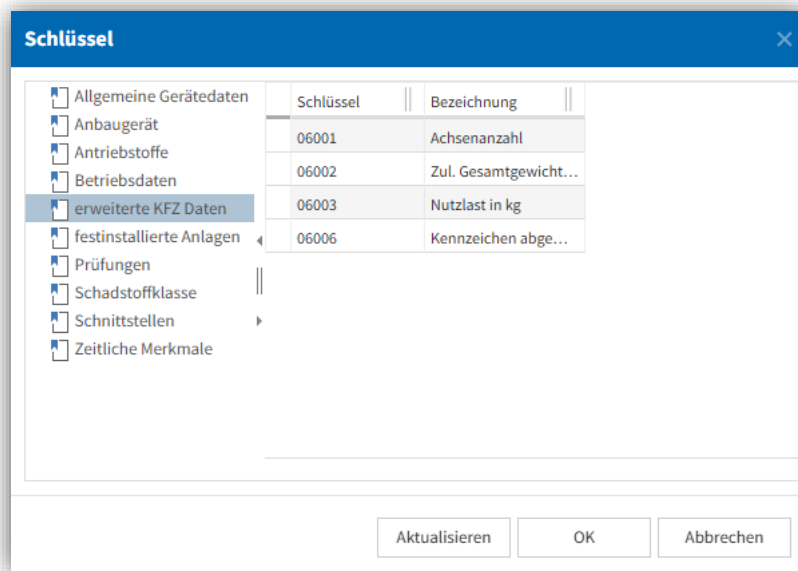 Schlüssel
Allgemeine Gerätedaten
Anbaugerät
Antriebstoffe
Betriebsdaten
erweiterte KFZ Daten
festinstallierte Anlagen
Prüfungen
Schadstoffklasse
Schnittstellen
Zeitliche Merkmale
Schlüssel Bezeichnung
06001 Achsenanzahl
06002 Zul. Gesamtgewicht...
06003 Nutzlast in kg
06006 Kennzeichen abge...
Aktualisieren OK Abbrechen